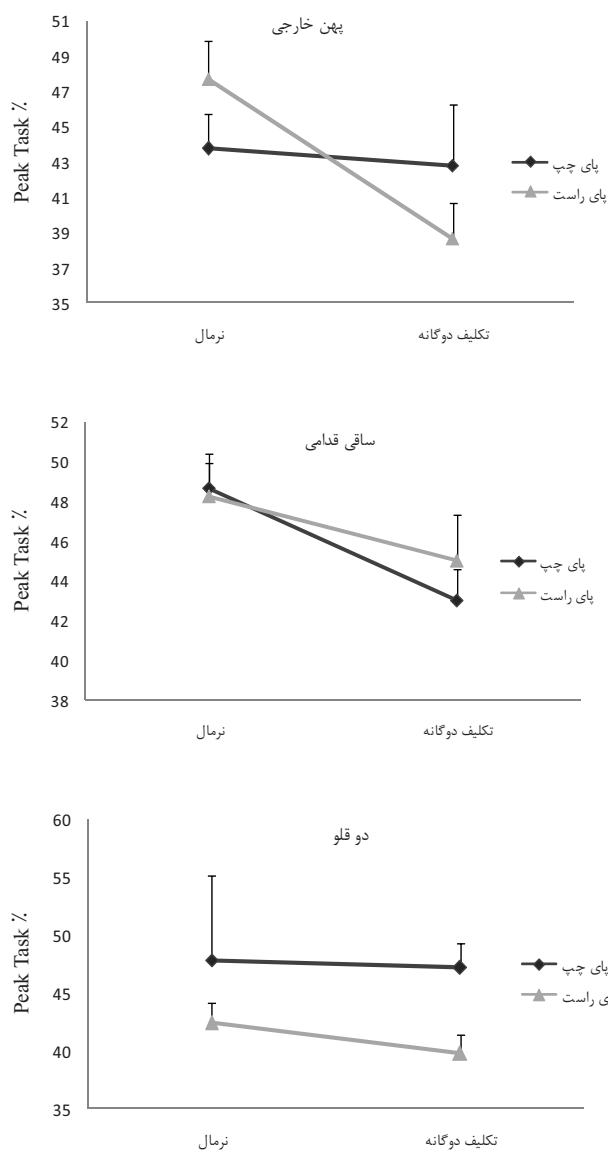 پهن خارجی
Peak Task %
51
49
47
45
43
41
39
37
35
پای چپ
پای راست
نرمال
تکلیف دوگانه
ساقی قدامی
Peak Task %
52
50
48
46
44
42
40
38
پای چپ
پای راست
نرمال
تکلیف دوگانه
دو قلو
Peak Task %
60
55
50
45
40
35
پای چپ
ای راست
نرمال
تکلیف دوگانه